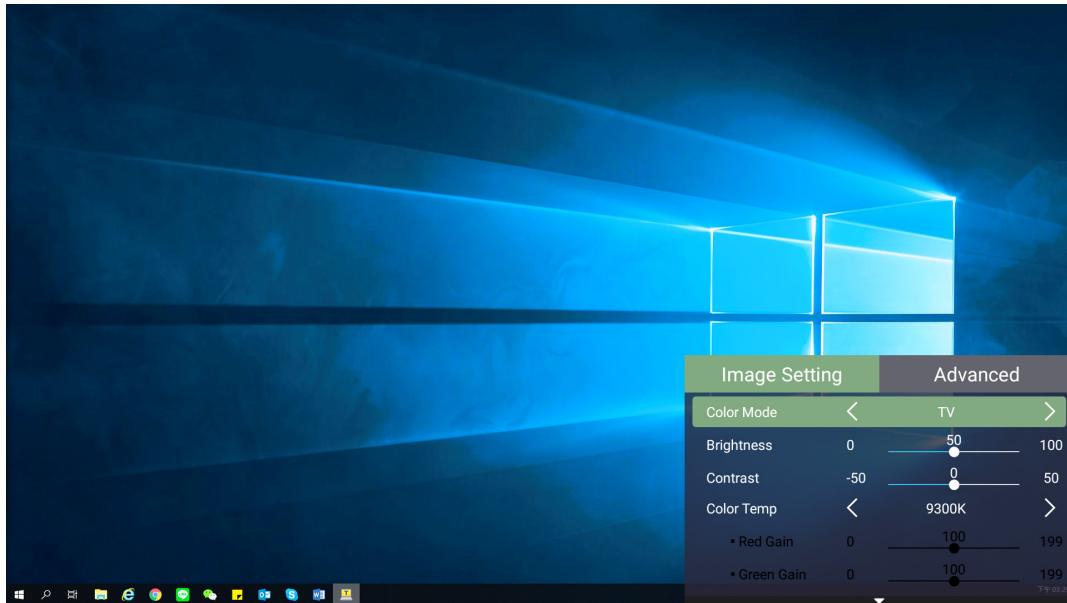 Image Setting Advanced
Color Mode TV
Brightness 0 50 100
Contrast -50 0 50
Color Temp 9300K
• Red Gain 0 100 199
• Green Gain 0 100 199